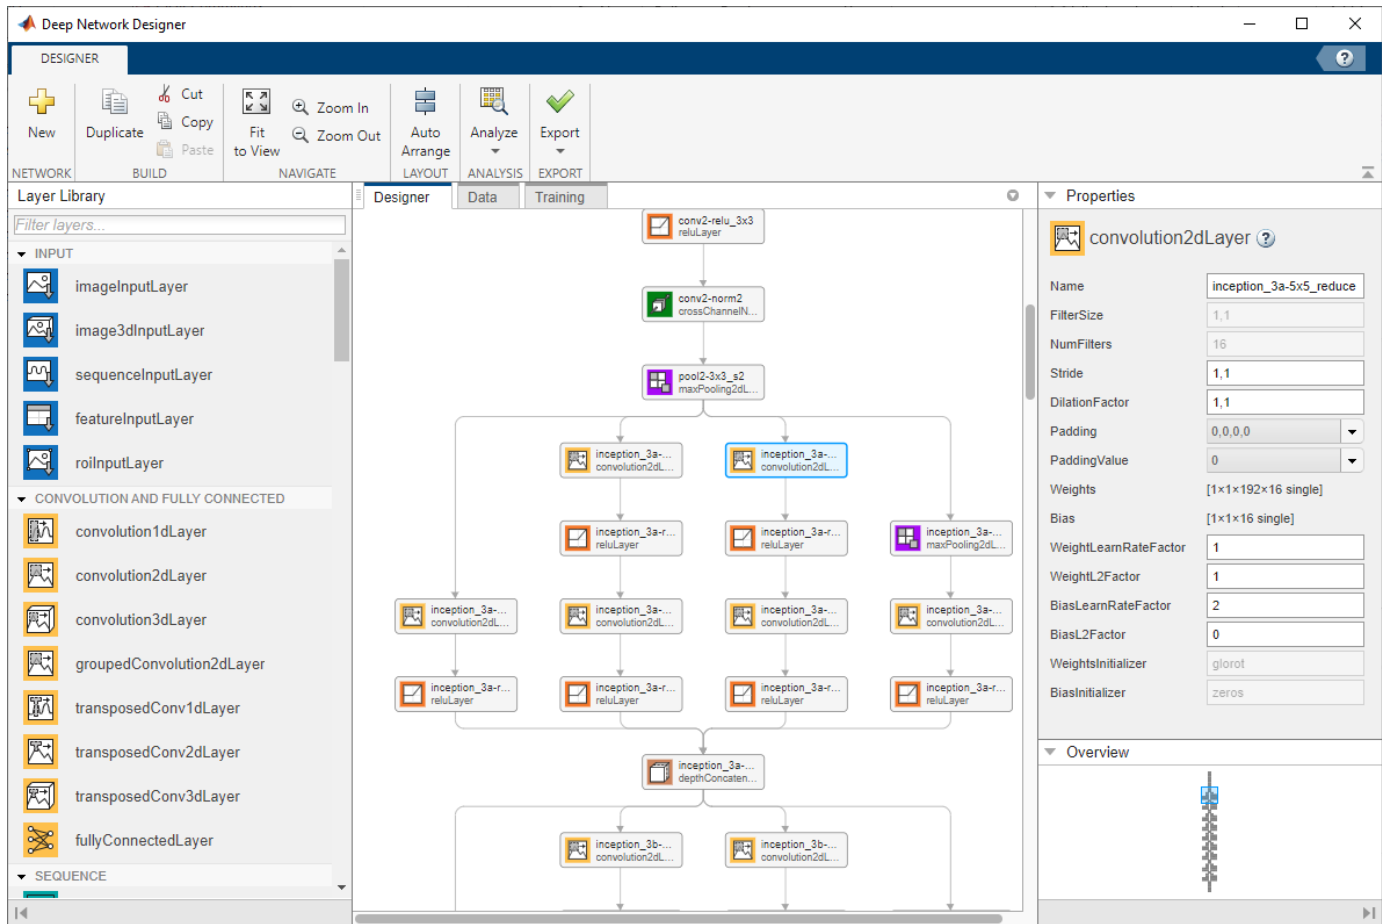 Deep Network Designer
DESIGNER
?
New
Duplicate
Cut
Copy
Paste
Fit
to View
Zoom In
Zoom Out
Auto
Arrange
Analyze
Export
NETWORK
BUILD
NAVIGATE
LAYOUT
ANALYSIS
EXPORT
Layer Library
Filter layers...
INPUT
imageInputLayer
image3dInputLayer
sequenceInputLayer
featureInputLayer
roiInputLayer
CONVOLUTION AND FULLY CONNECTED
convolution1dLayer
convolution2dLayer
convolution3dLayer
groupedConvolution2dLayer
transposedConv1dLayer
transposedConv2dLayer
transposedConv3dLayer
fullyConnectedLayer
SEQUENCE
Designer
Data
Training
conv2-relu_3x3
reluLayer
conv2-norm2
crossChannelN...
pool2-3x3_s2
maxPooling2dL...
inception_3a-...
convolution2dL...
inception_3a-...
convolution2dL...
inception_3a-r...
reluLayer
inception_3a-...
reluLayer
inception_3a-...
maxPooling2dL...
inception_3a-...
convolution2dL...
inception_3a-...
convolution2dL...
inception_3a-...
convolution2dL...
inception_3a-...
convolution2dL...
inception_3a-r...
reluLayer
inception_3a-r...
reluLayer
inception_3a-r...
reluLayer
inception_3a-r...
reluLayer
inception_3a-...
depthConcaten...
inception_3b-...
convolution2dL...
inception_3b-...
convolution2dL...
Properties
convolution2dLayer ?
Name inception_3a-5x5_reduce
FilterSize 1,1
NumFilters 16
Stride 1,1
DilationFactor 1,1
Padding 0,0,0,0
PaddingValue 0
Weights [1×1×192×16 single]
Bias [1×1×16 single]
WeightLearnRateFactor 1
WeightL2Factor 1
BiasLearnRateFactor 2
BiasL2Factor 0
WeightsInitializer glorot
BiasInitializer zeros
Overview